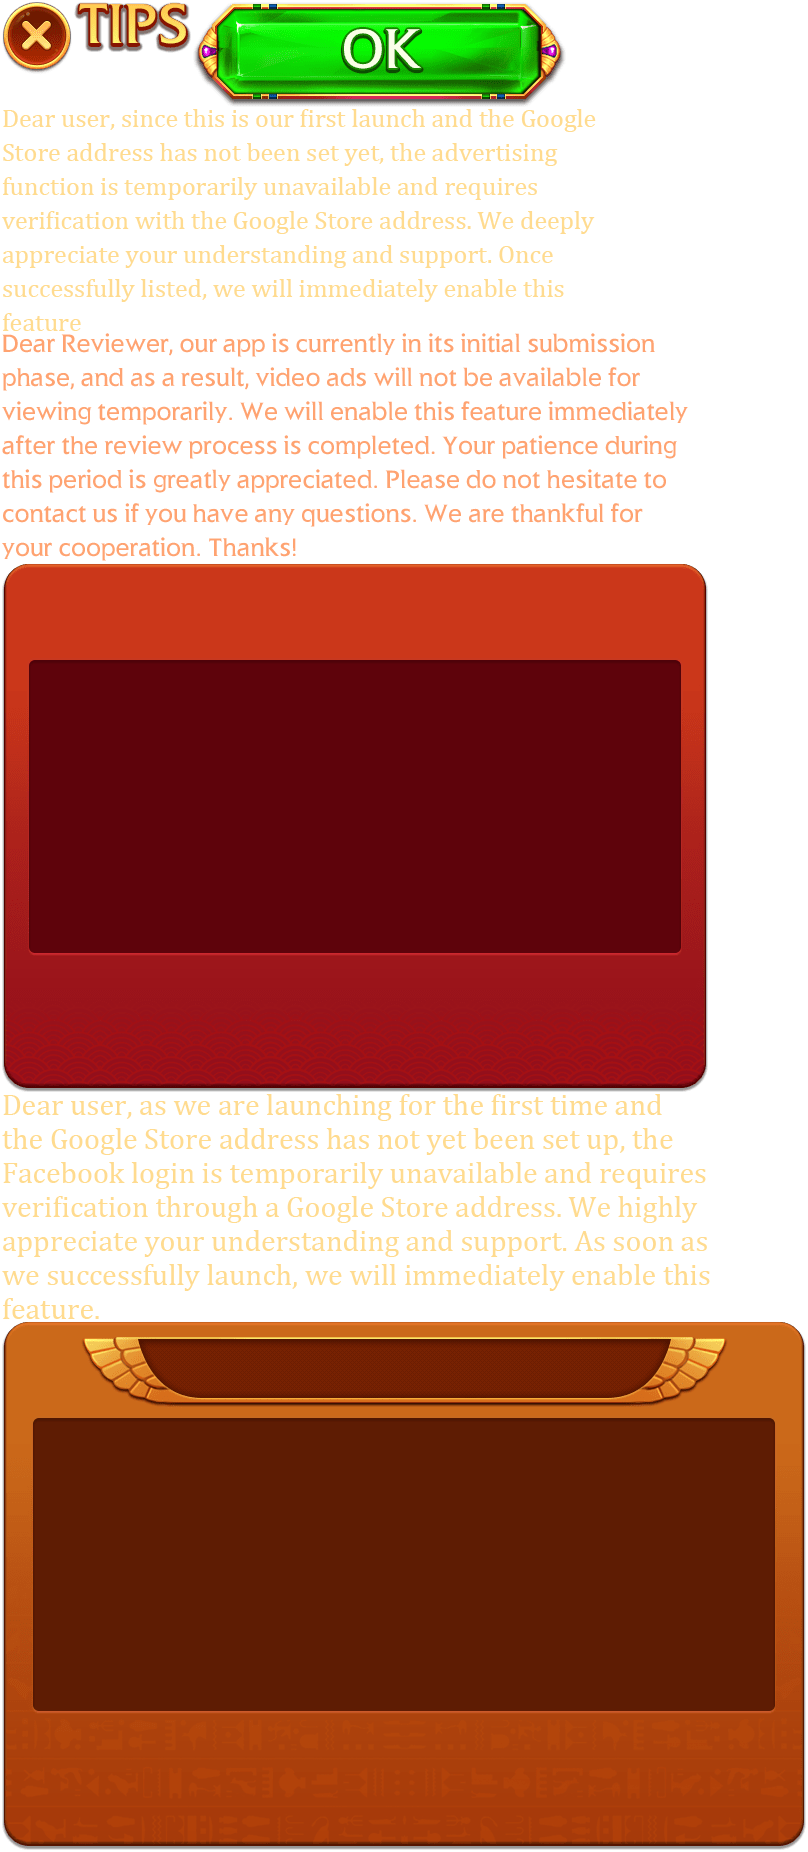 TIPS
OK
Dear user, since this is our first launch and the Google
Store address has not been set yet, the advertising
function is temporarily unavailable and requires
verification with the Google Store address. We deeply
appreciate your understanding and support. Once
successfully listed, we will immediately enable this
feature
Dear Reviewer, our app is currently in its initial submission
phase, and as a result, video ads will not be available for
viewing temporarily. We will enable this feature immediately
after the review process is completed. Your patience during
this period is greatly appreciated. Please do not hesitate to
contact us if you have any questions. We are thankful for
your cooperation. Thanks!
Dear user, as we are launching for the first time and
the Google Store address has not yet been set up, the
Facebook login is temporarily unavailable and requires
verification through a Google Store address. We highly
appreciate your understanding and support. As soon as
we successfully launch, we will immediately enable this
feature.